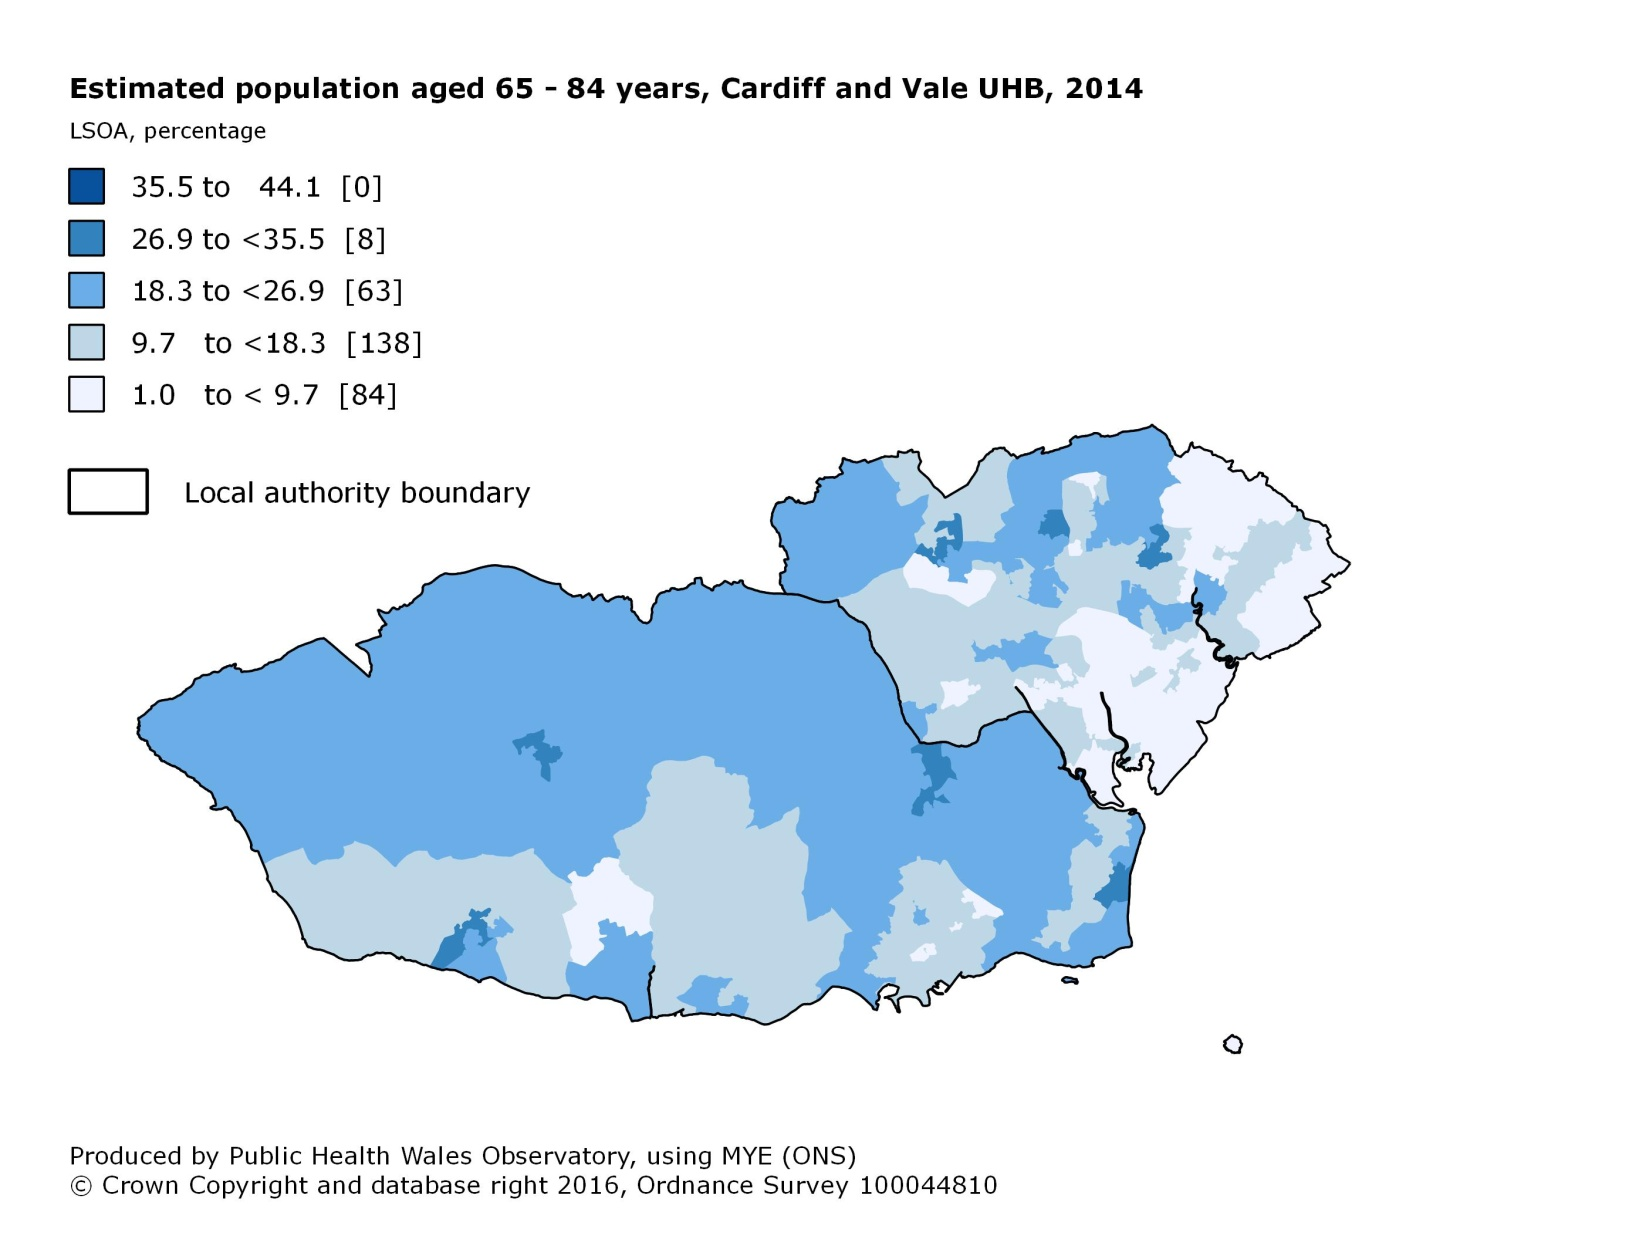 Estimated population aged 65 - 84 years, Cardiff and Vale UHB, 2014
LSOA, percentage
35.5 to 44.1 [0]
26.9 to <35.5 [8]
18.3 to <26.9 [63]
9.7 to <18.3 [138]
1.0 to < 9.7 [84]
Local authority boundary
Produced by Public Health Wales Observatory, using MYE (ONS)
© Crown Copyright and database right 2016, Ordnance Survey 100044810